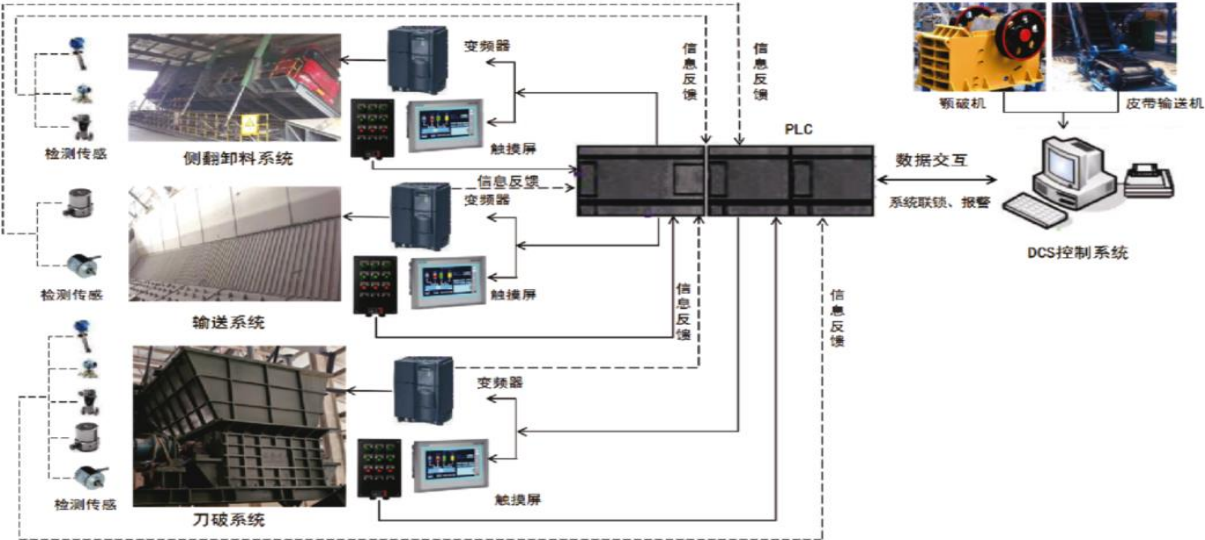 变频器
信息反馈
信息反馈
颚破机
皮带输送机
检测传感
侧翻卸料系统
触摸屏
PLC
信息反馈
变频器
数据交互
系统联锁、报警
DCS控制系统
检测传感
输送系统
触摸屏
信息反馈
信息反馈
变频器
检测传感
刀破系统
触摸屏